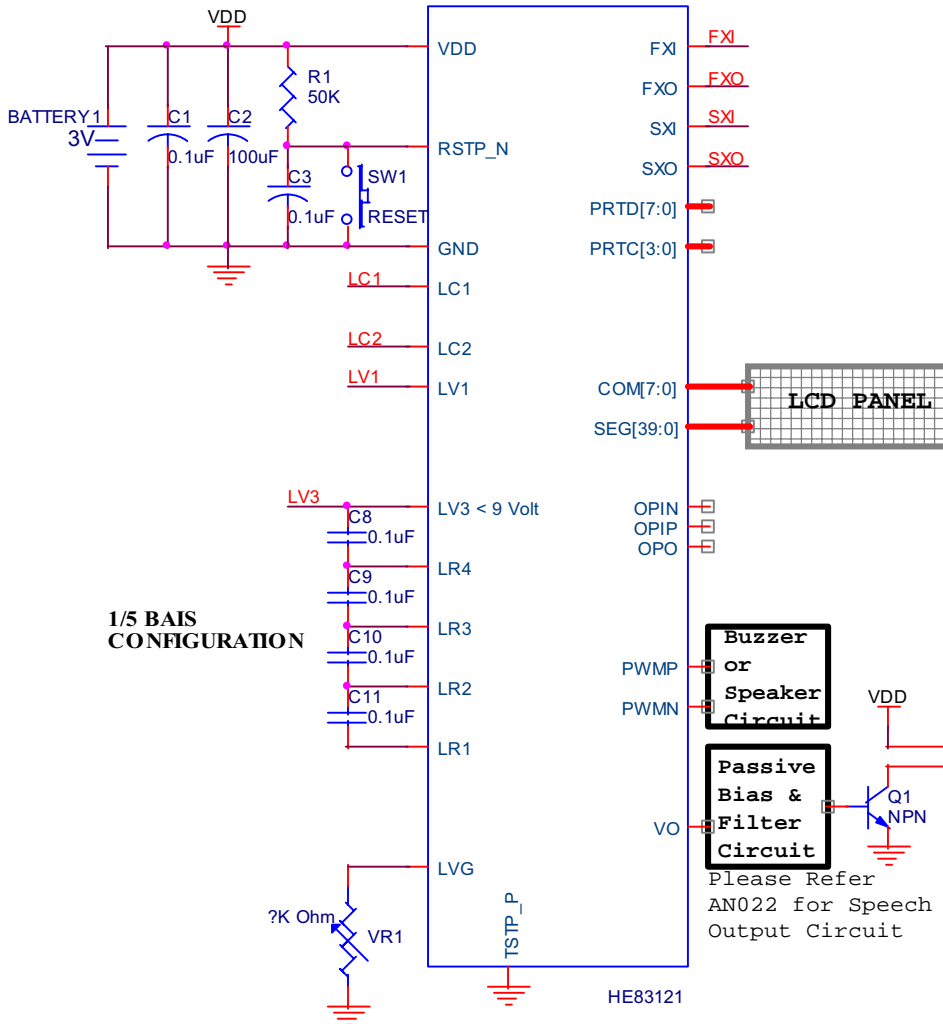 VDD
BATTERY1
3V
C1
0.1uF
C2
100uF
R1
50K
C3
0.1uF
SW1
RESET
VDD
RSTP_N
GND
LC1
LC1
LC2
LC2
LV1
LV1
LV3
LV3 < 9 Volt
C8
0.1uF
LR4
C9
0.1uF
LR3
C10
0.1uF
LR2
C11
0.1uF
LR1
1/5 BAIS
CONFIGURATION
LVG
?K Ohm
VR1
TSTP_P
HE83121
FXI
FXI
FXO
FXO
SXI
SXI
SXO
SXO
PRTD[7:0]
PRTC[3:0]
COM[7:0]
SEG[39:0]
LCD PANEL
OPIN
OPIP
OPO
PWMP
PWMN
Buzzer
or
Speaker
Circuit
VDD
VO
Passive
Bias &
Filter
Circuit
Q1
NPN
Please Refer
AN022 for Speech
Output Circuit